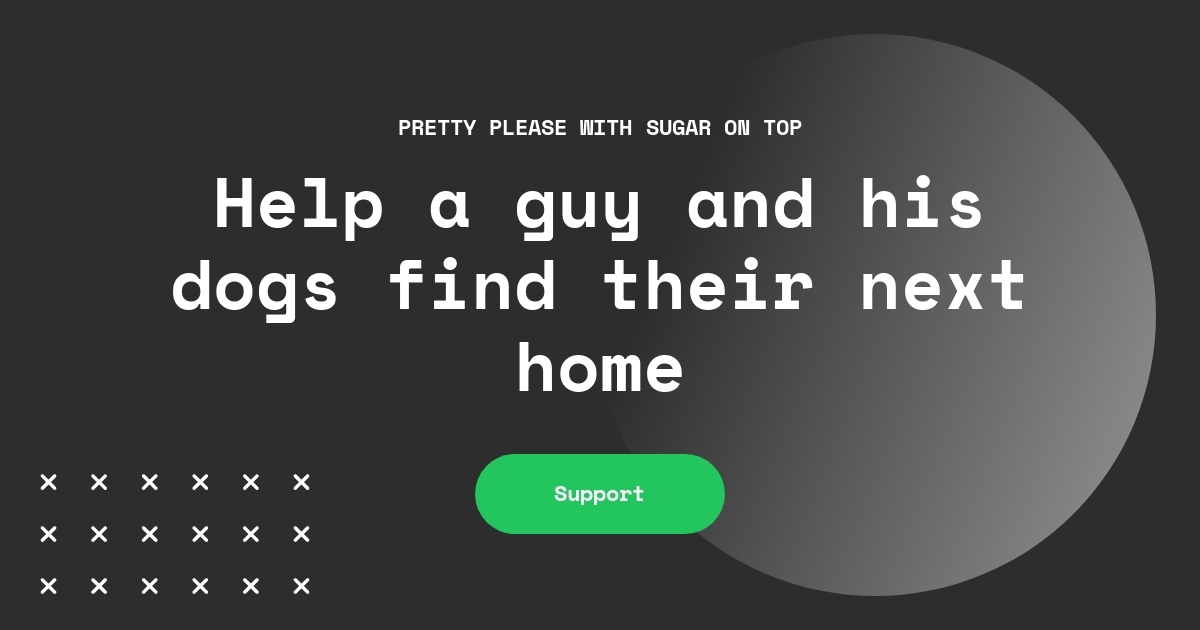 PRETTY PLEASE WITH SUGAR ON TOP
Help a guy and his
dogs find their next
home
Support